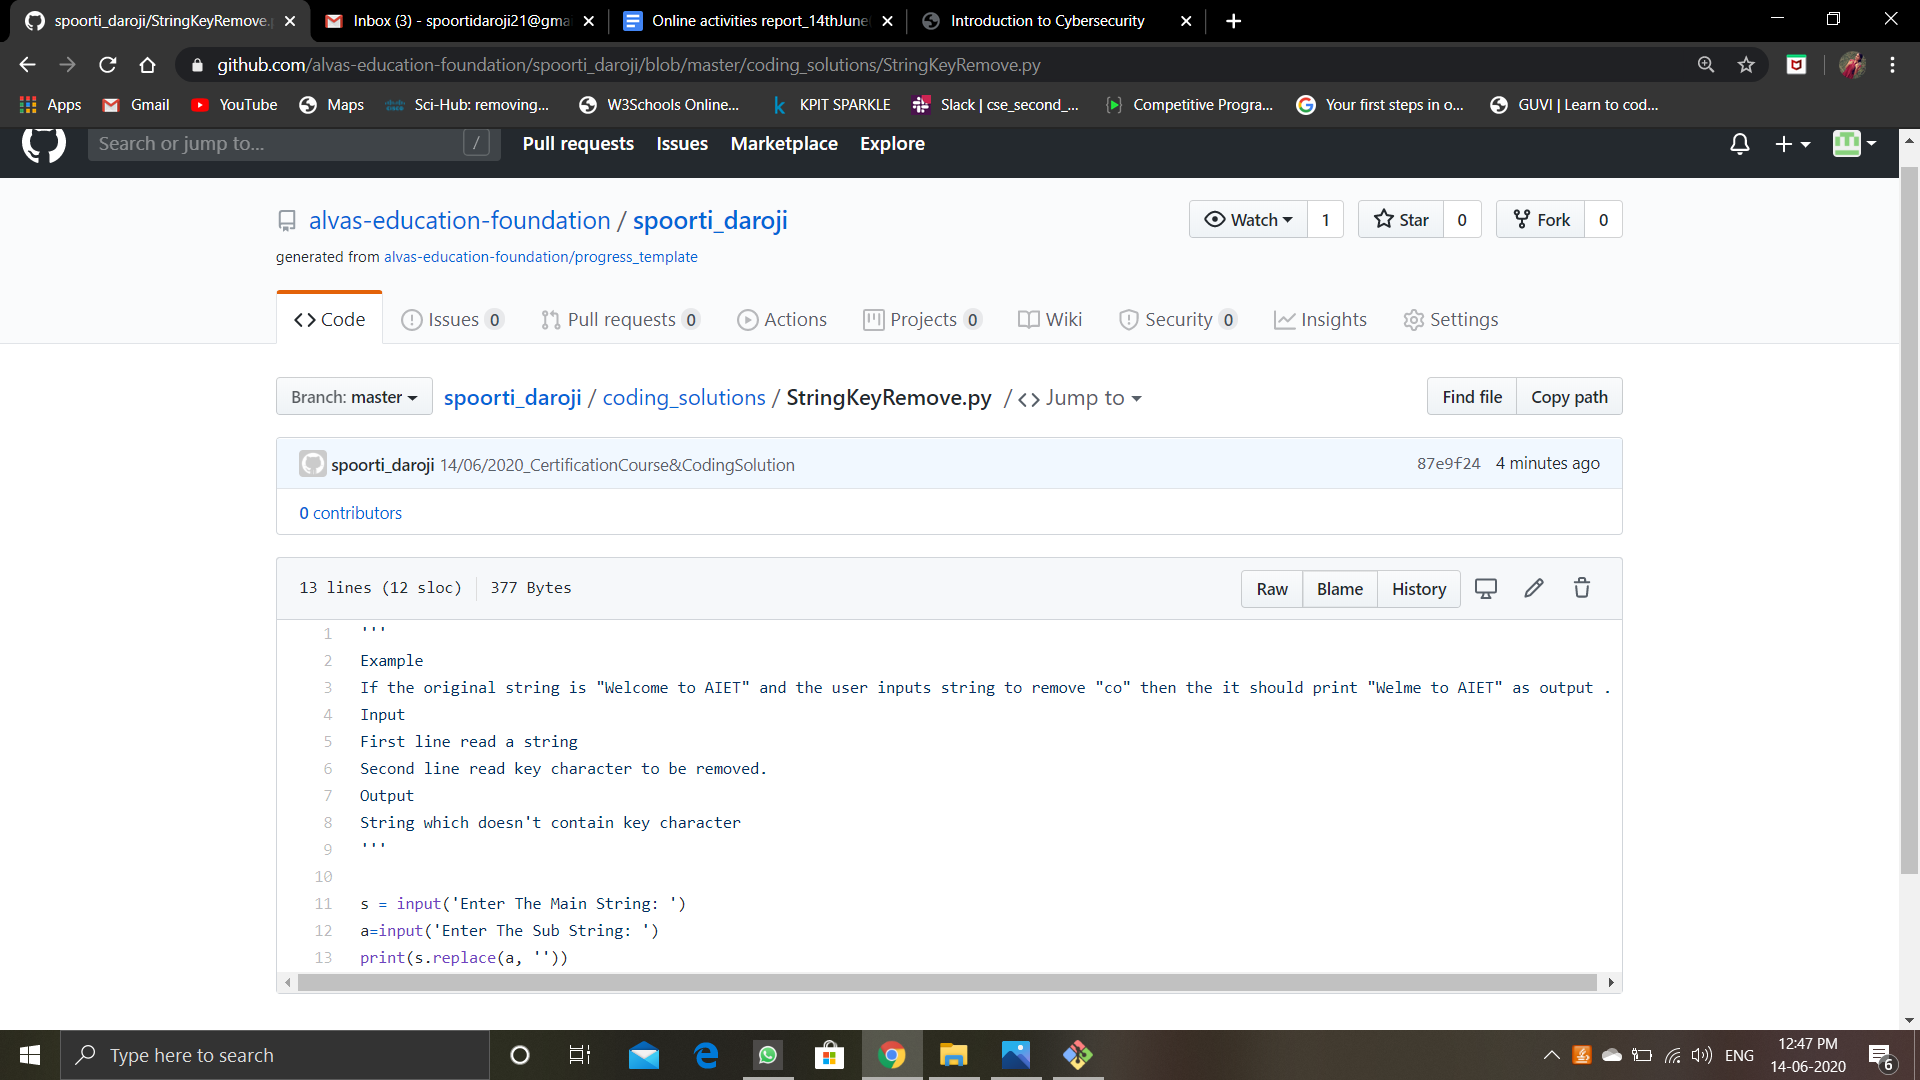 spoorti_daroji/StringKeyRemove.p
Inbox (3) - spoortidaroji21@gma
Online activities report_14thJune
Introduction to Cybersecurity
github.com/alvas-education-foundation/spoorti_daroji/blob/master/coding_solutions/StringKeyRemove.py
Apps Gmail YouTube Maps Sci-Hub: removing... W3Schools Online... KPIT SPARKLE Slack | cse_second_... Competitive Progra... Your first steps in o... GUVI | Learn to cod...
Search or jump to... / Pull requests Issues Marketplace Explore
alvas-education-foundation / spoorti_daroji
Watch 1 Star 0 Fork 0
generated from alvas-education-foundation/progress_template
Code Issues 0 Pull requests 0 Actions Projects 0 Wiki Security 0 Insights Settings
Branch: master spoorti_daroji / coding_solutions / StringKeyRemove.py / <> Jump to Find file Copy path
spoorti_daroji 14/06/2020_CertificationCourse&CodingSolution 87e9f24 4 minutes ago
0 contributors
13 lines (12 sloc) 377 Bytes Raw Blame History
1 '''
2 Example
3 If the original string is "Welcome to AIET" and the user inputs string to remove "co" then the it should print "Welme to AIET" as output .
4 Input
5 First line read a string
6 Second line read key character to be removed.
7 Output
8 String which doesn't contain key character
9 '''
10
11 s = input('Enter The Main String: ')
12 a=input('Enter The Sub String: ')
13 print(s.replace(a, ''))
Type here to search
ENG
12:47 PM
14-06-2020
6